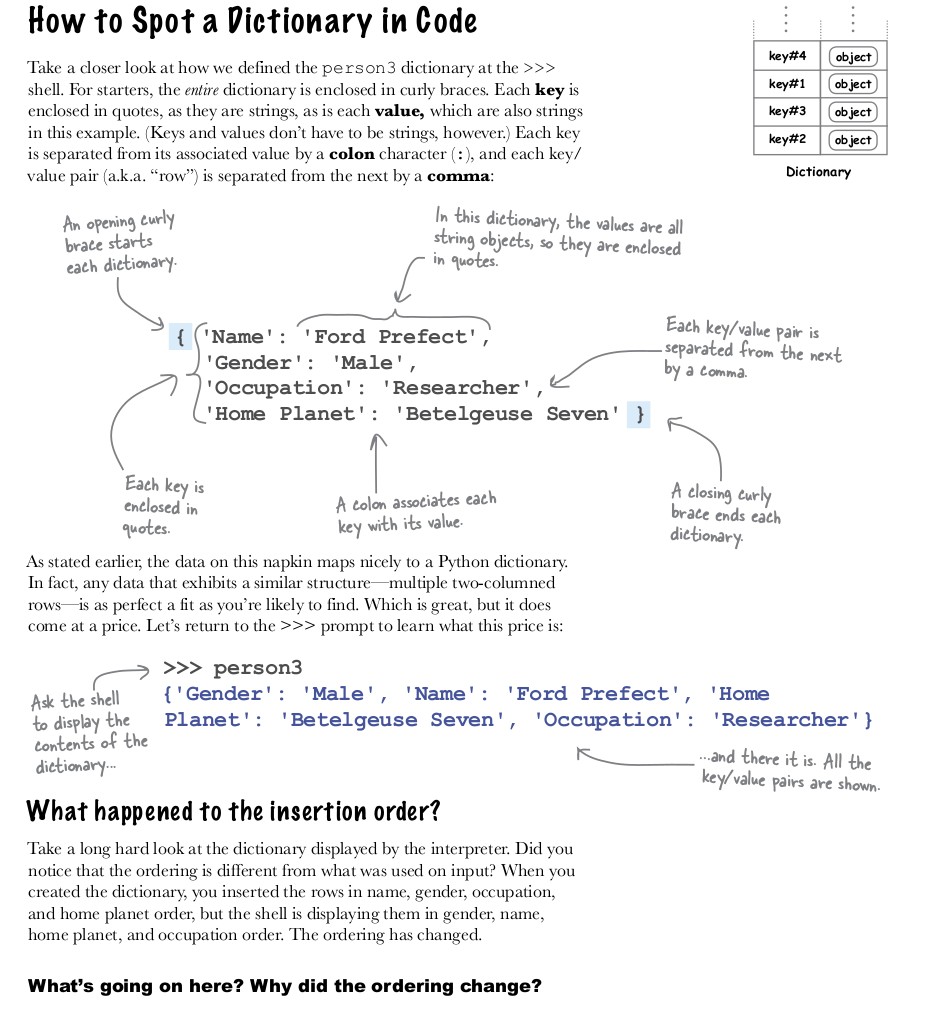 How to Spot a Dictionary in Code
Take a closer look at how we defined the person3 dictionary at the >>>
shell. For starters, the entire dictionary is enclosed in curly braces. Each key is
enclosed in quotes, as they are strings, as is each value, which are also strings
in this example. (Keys and values don’t have to be strings, however.) Each key
is separated from its associated value by a colon character (:), and each key/
value pair (a.k.a. “row”) is separated from the next by a comma:
key#4 object
key#1 object
key#3 object
key#2 object
Dictionary
An opening curly
brace starts
each dictionary.
In this dictionary, the values are all
string objects, so they are enclosed
in quotes.
{ 'Name': 'Ford Prefect',
'Gender': 'Male',
'Occupation': 'Researcher',
'Home Planet': 'Betelgeuse Seven' }
Each key/value pair is
separated from the next
by a comma.
Each key is
enclosed in
quotes.
A colon associates each
key with its value.
A closing curly
brace ends each
dictionary.
As stated earlier, the data on this napkin maps nicely to a Python dictionary.
In fact, any data that exhibits a similar structure—multiple two-columned
rows—is as perfect a fit as you’re likely to find. Which is great, but it does
come at a price. Let’s return to the >>> prompt to learn what this price is:
>>> person3
{'Gender': 'Male', 'Name': 'Ford Prefect', 'Home
Planet': 'Betelgeuse Seven', 'Occupation': 'Researcher'}
Ask the shell
to display the
contents of the
dictionary...
...and there it is. All the
key/value pairs are shown.
What happened to the insertion order?
Take a long hard look at the dictionary displayed by the interpreter. Did you
notice that the ordering is different from what was used on input? When you
created the dictionary, you inserted the rows in name, gender, occupation,
and home planet order, but the shell is displaying them in gender, name,
home planet, and occupation order. The ordering has changed.
What’s going on here? Why did the ordering change?